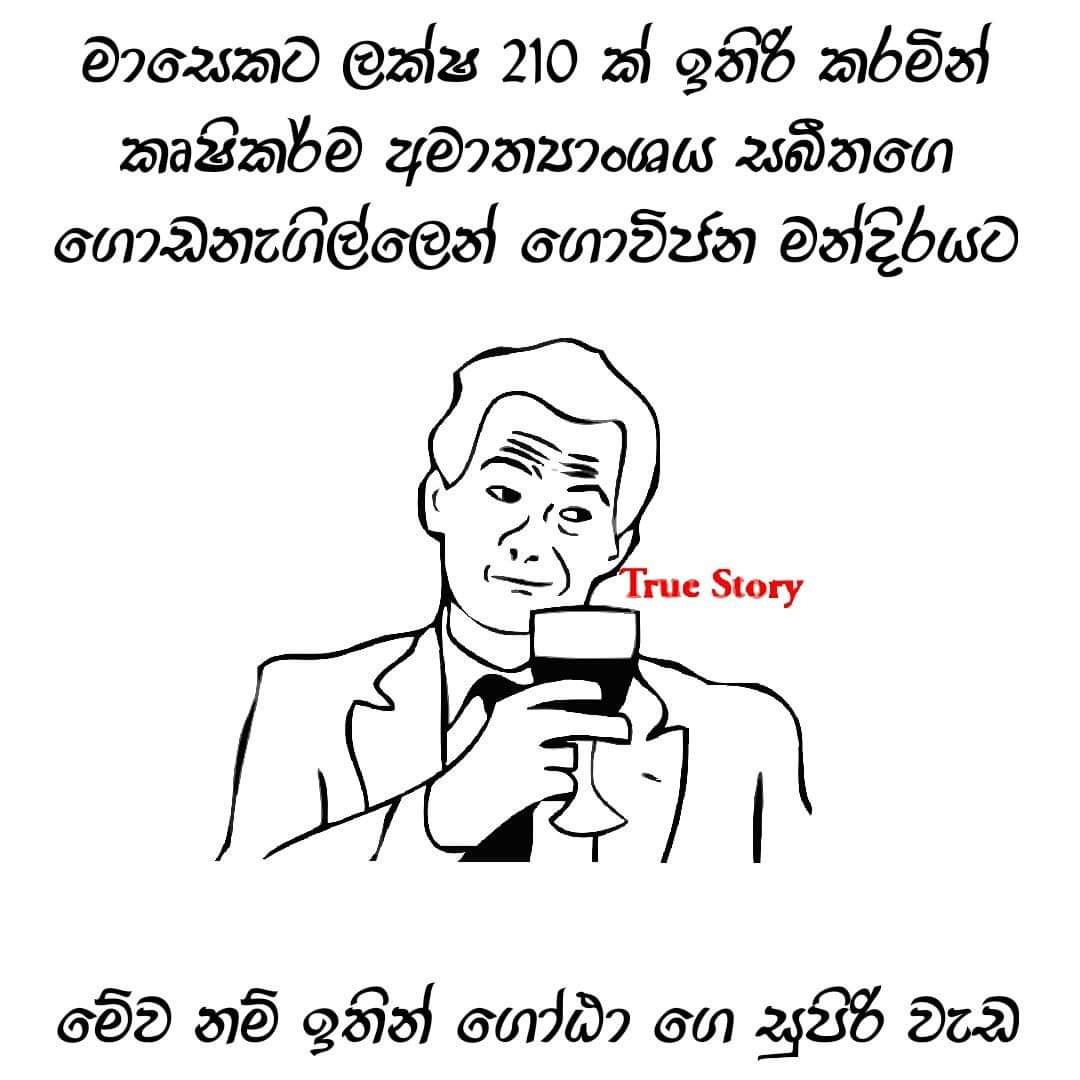 මාසෙකට ලක්ෂ 210 ක් ඉතිරි කරමින්
කෘෂිකර්ම අමාත්‍යාංශය සබීතගෙ
ගොඩනැගිල්ලෙන් ගොවිජන මන්දිරයට
True Story
මේව නම් ඉතින් ගෝඨා ගෙ සුපිරි වැඩ